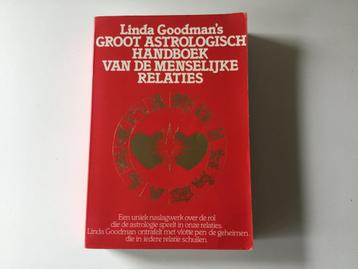 Linda Goodman's
GROOT ASTROLOGISCH
HANDBOEK
VAN DE MENSELIJKE
RELATIES
Een uniek naslagwerk over de rol
die de astrologie speelt in onze relaties.
Linda Goodman ontrafelt met vlotte pen de geheimen
die in iedere relatie schuilen.